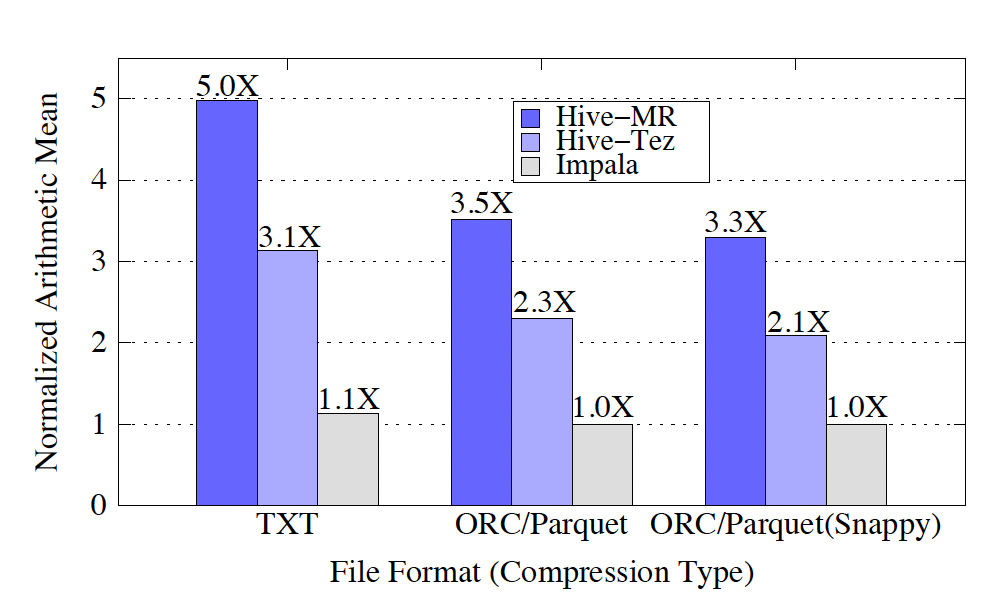 Normalized Arithmetic Mean
5
4
3
2
1
0
5.0X
3.1X
1.1X
3.5X
2.3X
1.0X
3.3X
2.1X
1.0X
Hive-MR
Hive-Tez
Impala
TXT
ORC/Parquet
ORC/Parquet(Snappy)
File Format (Compression Type)